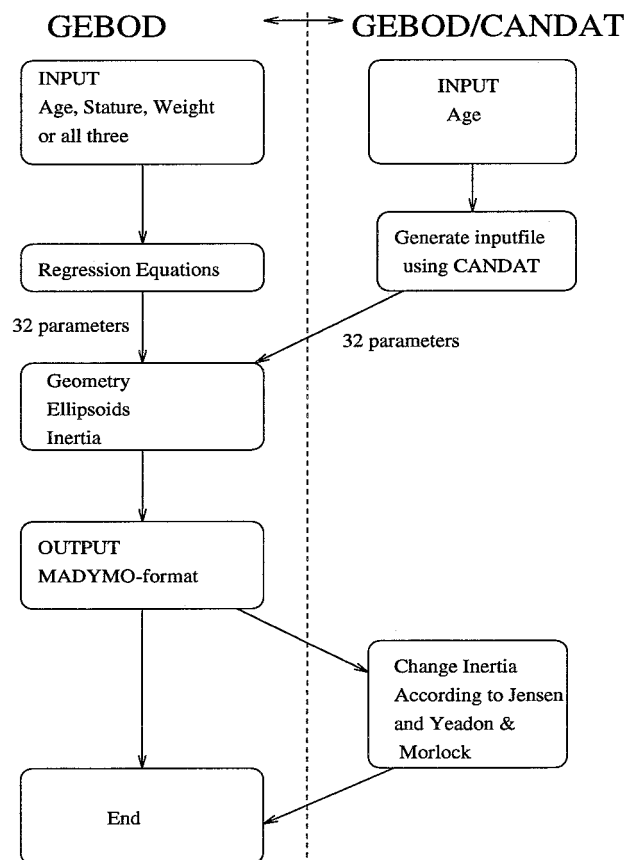 GEBOD
GEBOD/CANDAT
INPUT
Age, Stature, Weight
or all three
INPUT
Age
Regression Equations
Generate inputfile
using CANDAT
32 parameters
32 parameters
Geometry
Ellipsoids
Inertia
OUTPUT
MADYMO-format
Change Inertia
According to Jensen
and Yeadon &
Morlock
End